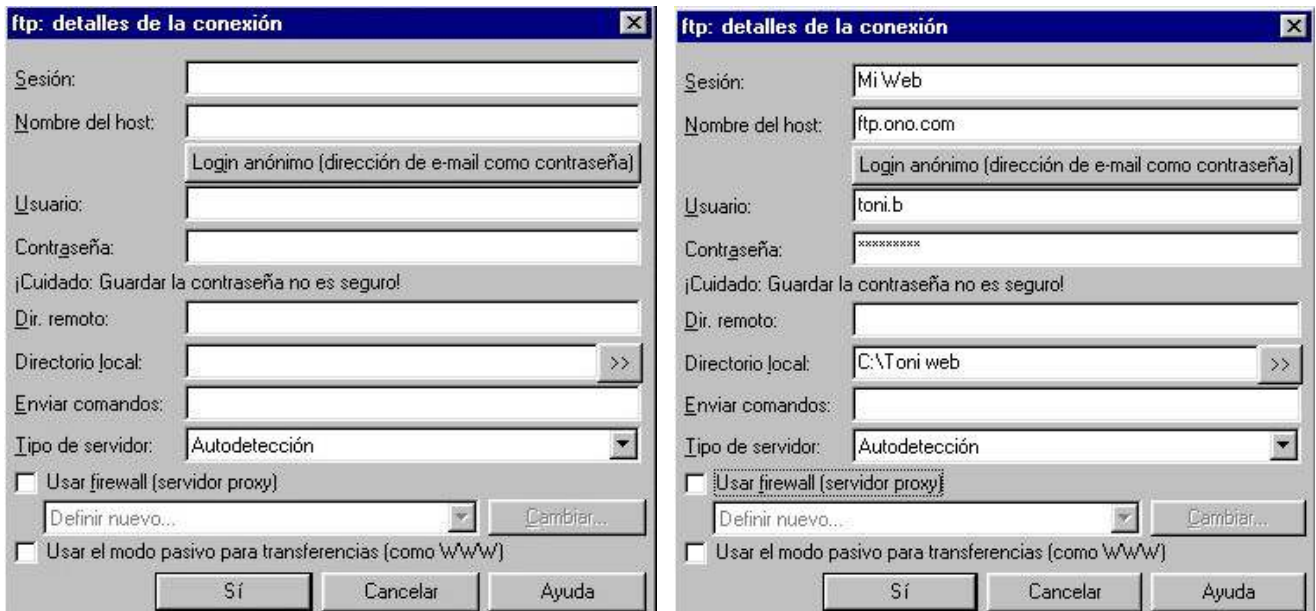 ftp: detalles de la conexión
Sesión:
Nombre del host:
Login anónimo (dirección de e-mail como contraseña)
Usuario:
Contraseña:
¡Cuidado: Guardar la contraseña no es seguro!
Dir. remoto:
Directorio local: >>
Enviar comandos:
Tipo de servidor: Autodetección
Usar firewall (servidor proxy)
Definir nuevo... Cambiar...
Usar el modo pasivo para transferencias (como WWW)
Sí Cancelar Ayuda
ftp: detalles de la conexión
Sesión: Mi Web
Nombre del host: ftp.ono.com
Login anónimo (dirección de e-mail como contraseña)
Usuario: toni.b
Contraseña: *********
¡Cuidado: Guardar la contraseña no es seguro!
Dir. remoto:
Directorio local: C:\Toni web >>
Enviar comandos:
Tipo de servidor: Autodetección
Usar firewall (servidor proxy)
Definir nuevo... Cambiar...
Usar el modo pasivo para transferencias (como WWW)
Sí Cancelar Ayuda